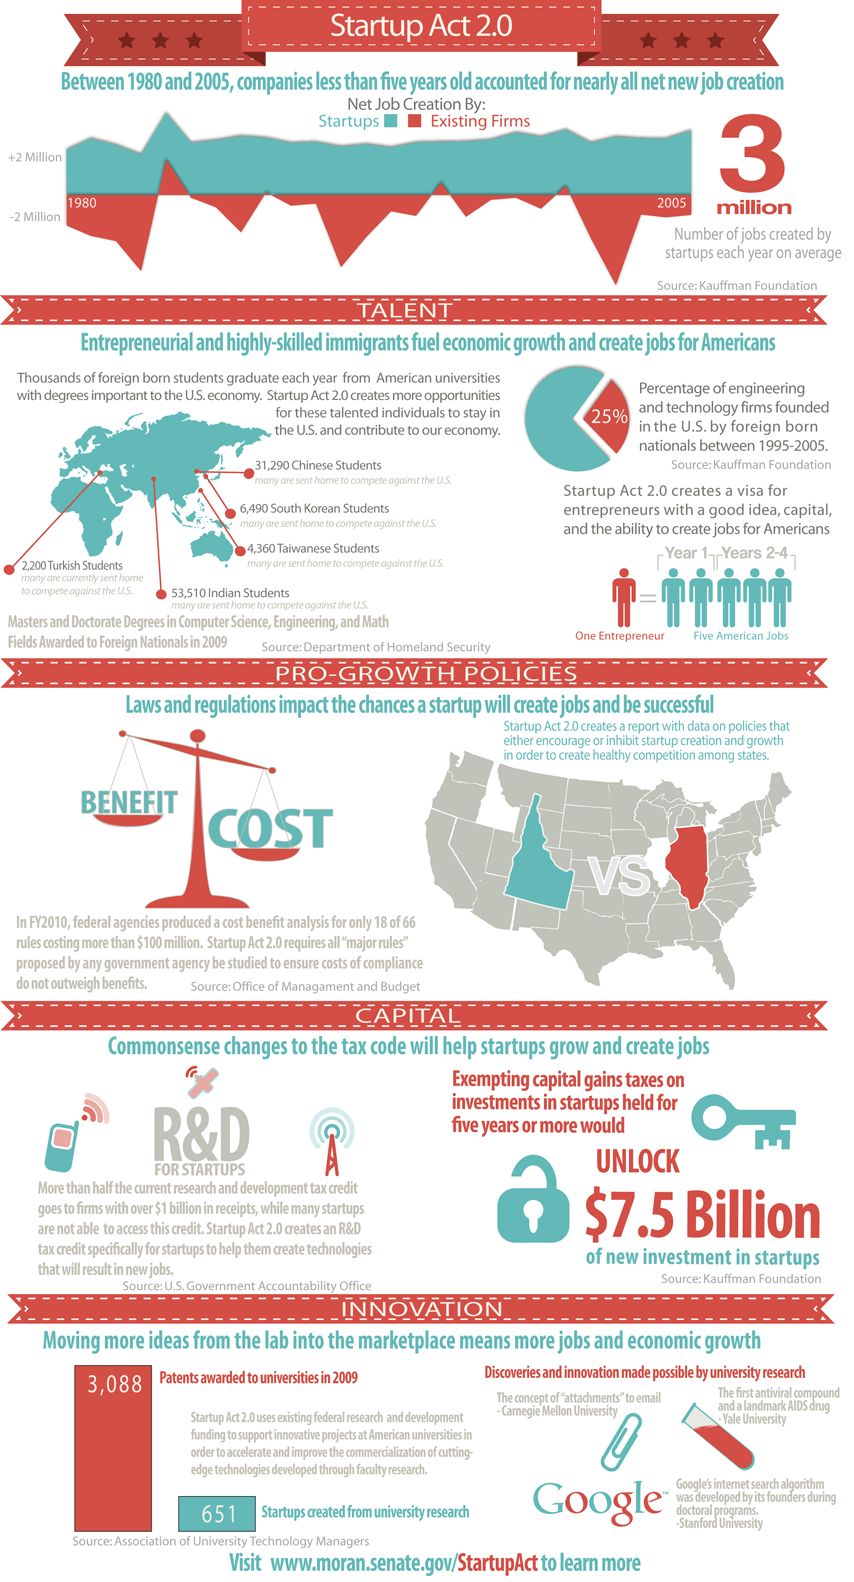 Startup Act 2.0
Between 1980 and 2005, companies less than five years old accounted for nearly all net new job creation
Net Job Creation By:
Startups
Existing Firms
+2 Million
-2 Million
1980
2005
3
million
Number of jobs created by
startups each year on average
Source: Kauffman Foundation
TALENT
Entrepreneurial and highly-skilled immigrants fuel economic growth and create jobs for Americans
Thousands of foreign born students graduate each year from American universities
with degrees important to the U.S. economy. Startup Act 2.0 creates more opportunities
for these talented individuals to stay in
the U.S. and contribute to our economy.
31,290 Chinese Students
many are sent home to compete against the U.S.
6,490 South Korean Students
many are sent home to compete against the U.S.
4,360 Taiwanese Students
many are sent home to compete against the U.S.
2,200 Turkish Students
many are currently sent home
to compete against the U.S.
53,510 Indian Students
many are sent home to compete against the U.S.
Masters and Doctorate Degrees in Computer Science, Engineering, and Math
Fields Awarded to Foreign Nationals in 2009
Source: Department of Homeland Security
25%
Percentage of engineering
and technology firms founded
in the U.S. by foreign born
nationals between 1995-2005.
Source: Kauffman Foundation
Startup Act 2.0 creates a visa for
entrepreneurs with a good idea, capital,
and the ability to create jobs for Americans
Year 1
Years 2-4
=
One Entrepreneur
Five American Jobs
PRO-GROWTH POLICIES
Laws and regulations impact the chances a startup will create jobs and be successful
BENEFIT
COST
In FY2010, federal agencies produced a cost benefit analysis for only 18 of 66
rules costing more than $100 million. Startup Act 2.0 requires all "major rules"
proposed by any government agency be studied to ensure costs of compliance
do not outweigh benefits.
Source: Office of Managament and Budget
Startup Act 2.0 creates a report with data on policies that
either encourage or inhibit startup creation and growth
in order to create healthy competition among states.
VS
CAPITAL
Commonsense changes to the tax code will help startups grow and create jobs
R&D
FOR STARTUPS
More than half the current research and development tax credit
goes to firms with over $1 billion in receipts, while many startups
are not able to access this credit. Startup Act 2.0 creates an R&D
tax credit specifically for startups to help them create technologies
that will result in new jobs.
Source: U.S. Government Accountability Office
Exempting capital gains taxes on
investments in startups held for
five years or more would
UNLOCK
$7.5 Billion
of new investment in startups
Source: Kauffman Foundation
INNOVATION
Moving more ideas from the lab into the marketplace means more jobs and economic growth
3,088
Patents awarded to universities in 2009
Startup Act 2.0 uses existing federal research and development
funding to support innovative projects at American universities in
order to accelerate and improve the commercialization of cutting-
edge technologies developed through faculty research.
651
Startups created from university research
Source: Association of University Technology Managers
Discoveries and innovation made possible by university research
The concept of "attachments" to email
- Carnegie Mellon University
The first antiviral compound
and a landmark AIDS drug
- Yale University
Google™
Google's internet search algorithm
was developed by its founders during
doctoral programs.
-Stanford University
Visit www.moran.senate.gov/StartupAct to learn more